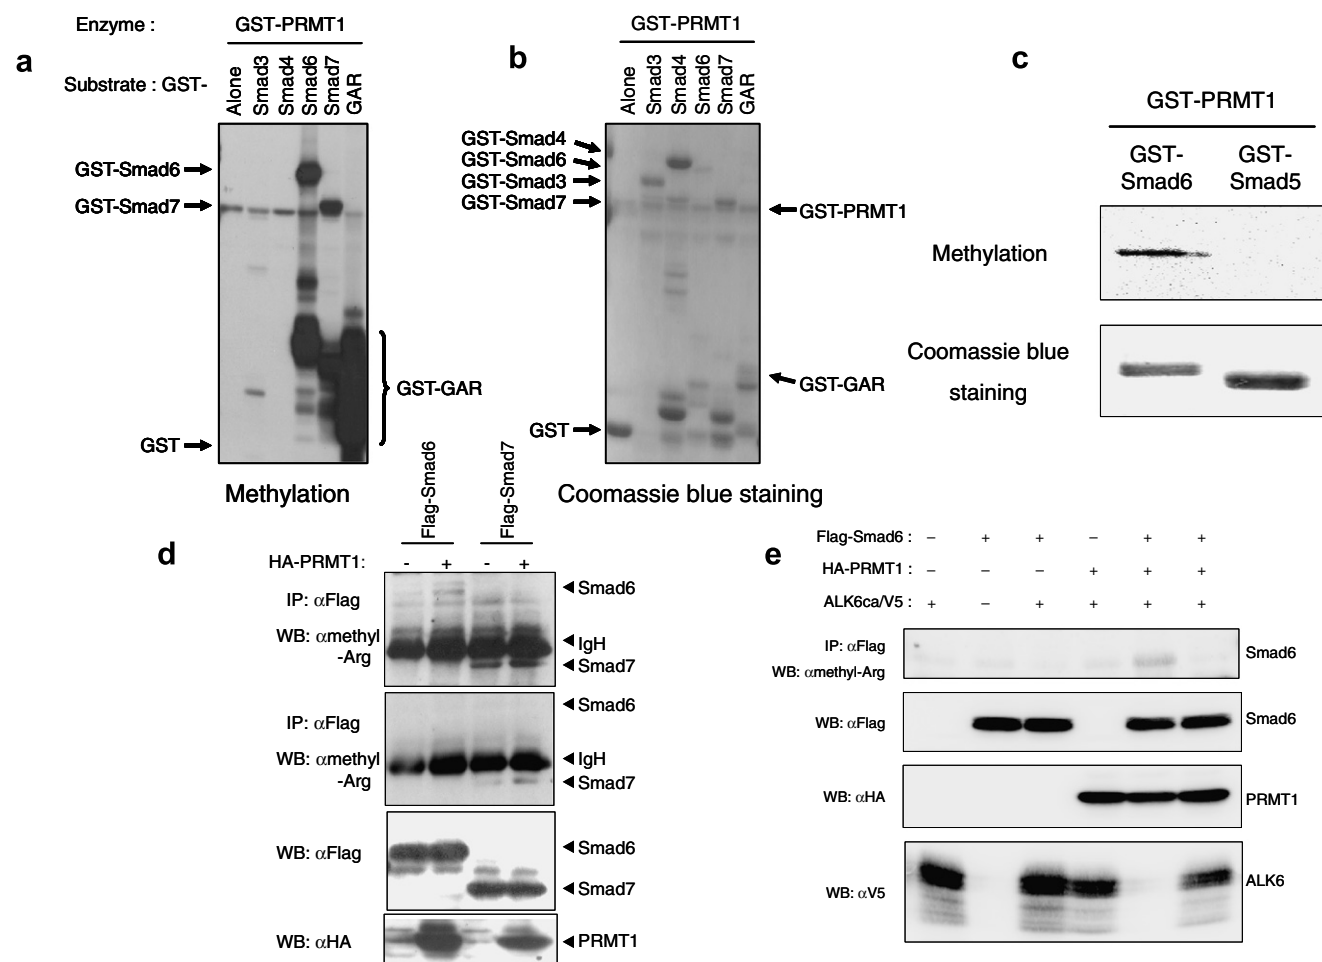 a
Enzyme :
GST-PRMT1
Substrate : GST-
Alone
Smad3
Smad4
Smad6
Smad7
GAR
GST-Smad6
GST-Smad7
GST-GAR
GST
Methylation
b
GST-PRMT1
Alone
Smad3
Smad4
Smad6
Smad7
GAR
GST-Smad4
GST-Smad6
GST-Smad3
GST-Smad7
GST-PRMT1
GST-GAR
GST
Coomassie blue staining
c
GST-PRMT1
GST-
Smad6
GST-
Smad5
Methylation
Coomassie blue
staining
d
Flag-Smad6
Flag-Smad7
HA-PRMT1:
- + - +
IP: αFlag
WB: αmethyl
-Arg
Smad6
IgH
Smad7
IP: αFlag
WB: αmethyl
-Arg
Smad6
IgH
Smad7
WB: αFlag
Smad6
Smad7
WB: αHA
PRMT1
e
Flag-Smad6 : – + + – + +
HA-PRMT1 : – – – + + +
ALK6ca/V5 : + – + + + +
IP: αFlag
WB: αmethyl-Arg
Smad6
WB: αFlag
Smad6
WB: αHA
PRMT1
WB: αV5
ALK6